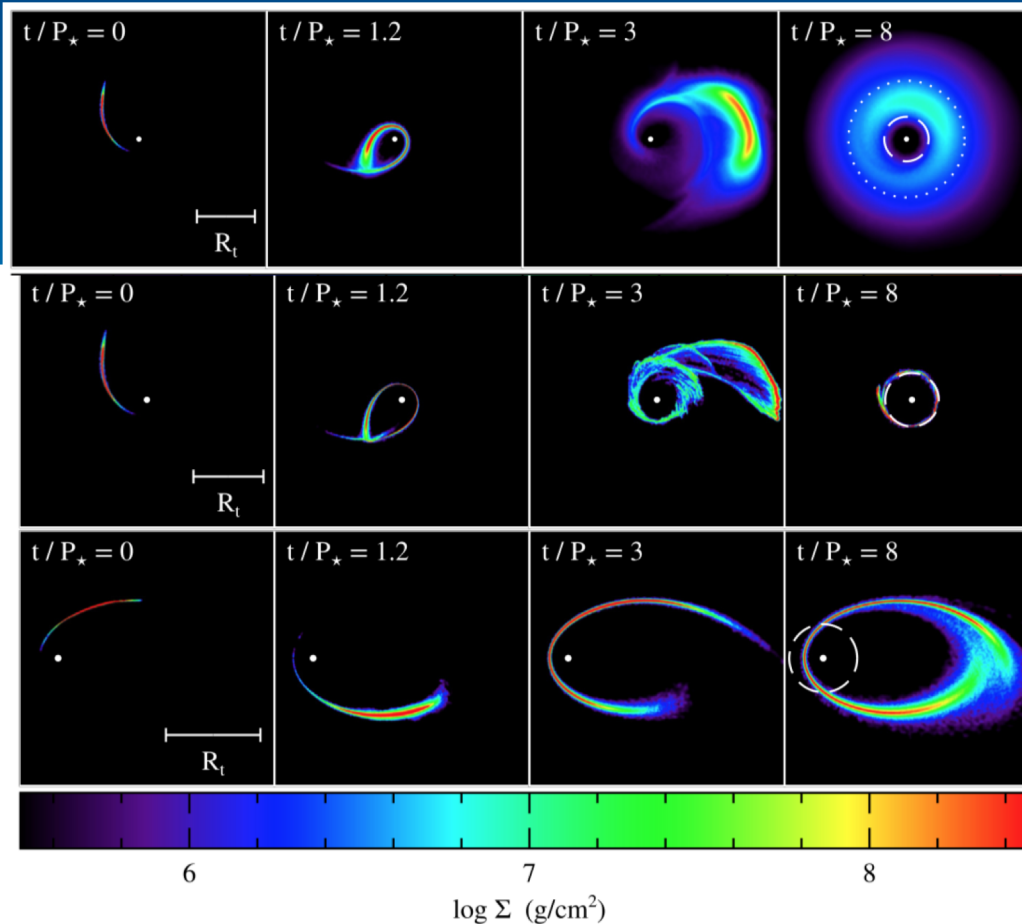 t / P⋆ = 0
t / P⋆ = 1.2
t / P⋆ = 3
t / P⋆ = 8
Rt
t / P⋆ = 0
t / P⋆ = 1.2
t / P⋆ = 3
t / P⋆ = 8
Rt
t / P⋆ = 0
t / P⋆ = 1.2
t / P⋆ = 3
t / P⋆ = 8
Rt
6 7 8
log Σ (g/cm²)